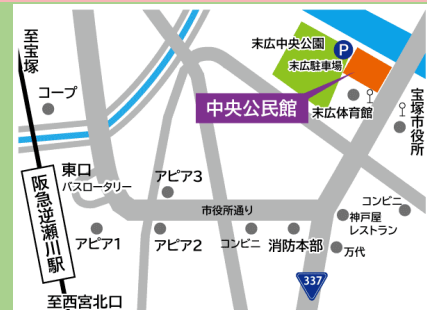 至宝塚
コープ
末広中央公園
P
末広駐車場
中央公民館
末広体育館
宝塚市役所
東口
バスロータリー
阪急逆瀬川駅
アピア3
市役所通り
アピア1
アピア2
コンビニ
消防本部
コンビニ
神戸屋
レストラン
万代
337
至西宮北口